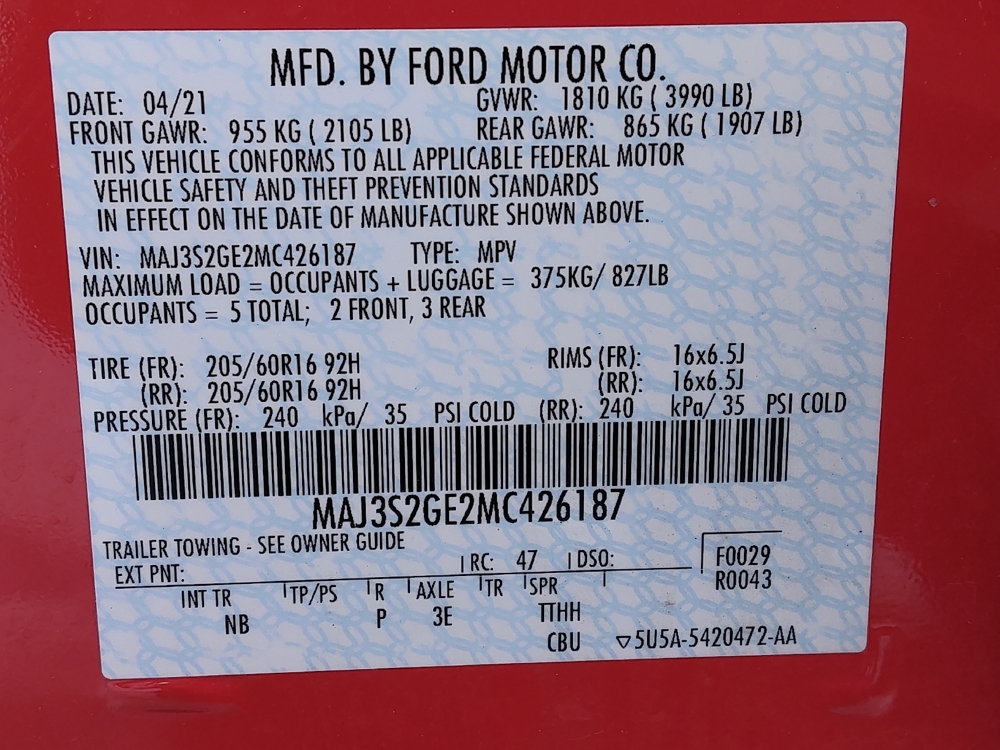 MFD. BY FORD MOTOR CO.
DATE: 04/21 GVWR: 1810 KG ( 3990 LB)
FRONT GAWR: 955 KG ( 2105 LB) REAR GAWR: 865 KG ( 1907 LB)
THIS VEHICLE CONFORMS TO ALL APPLICABLE FEDERAL MOTOR
VEHICLE SAFETY AND THEFT PREVENTION STANDARDS
IN EFFECT ON THE DATE OF MANUFACTURE SHOWN ABOVE.
VIN: MAJ3S2GE2MC426187 TYPE: MPV
MAXIMUM LOAD = OCCUPANTS + LUGGAGE = 375KG/ 827LB
OCCUPANTS = 5 TOTAL; 2 FRONT, 3 REAR
TIRE (FR): 205/60R16 92H RIMS (FR): 16x6.5J
(RR): 205/60R16 92H (RR): 16x6.5J
PRESSURE (FR): 240 kPa/ 35 PSI COLD (RR): 240 kPa/ 35 PSI COLD
MAJ3S2GE2MC426187
TRAILER TOWING - SEE OWNER GUIDE
EXT PNT: RC: 47 DSO: F0029
R0043
INT TR TP/PS R AXLE TR SPR
NB P 3E TTHH
CBU ▽5U5A-5420472-AA